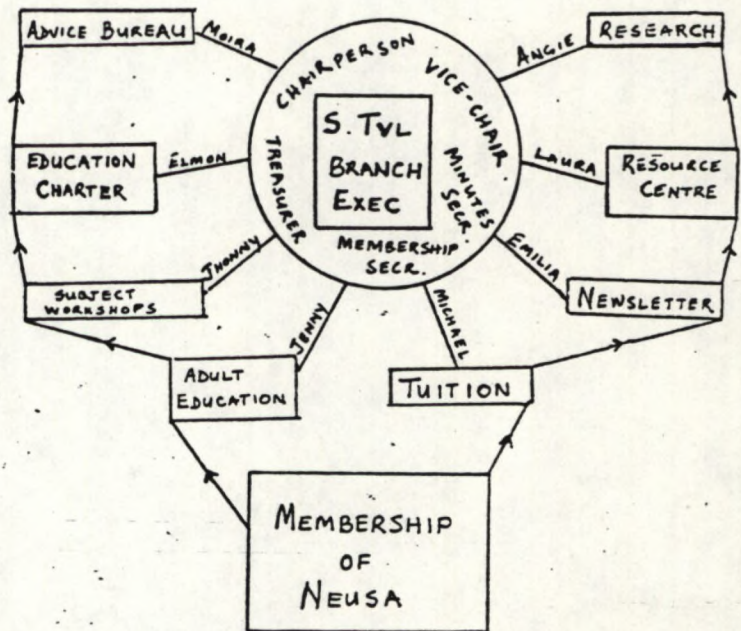 ADVICE BUREAU
MOIRA
CHAIRPERSON
VICE-CHAIR
ANGIE
RESEARCH
EDUCATION
CHARTER
ELMON
TREASURER
S. TVL
BRANCH
EXEC
MINUTES
SECR.
MEMBERSHIP
SECR.
LAURA
RESOURCE
CENTRE
SUBJECT
WORKSHOPS
JHONNY
EMILIA
NEWSLETTER
ADULT
EDUCATION
JENNY
MICHAEL
TUITION
MEMBERSHIP
OF
NEUSA